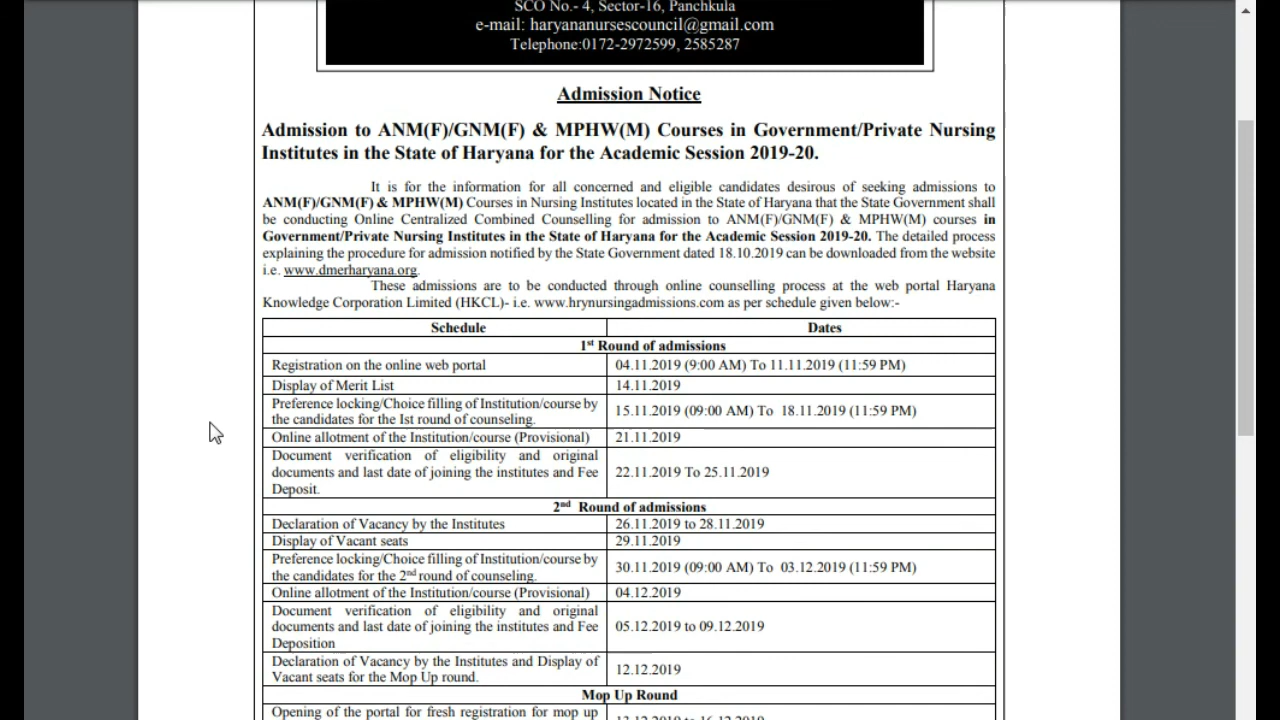 SCO No.- 4, Sector-16, Panchkula
e-mail: haryananursescouncil@gmail.com
Telephone:0172-2972599, 2585287
Admission Notice
Admission to ANM(F)/GNM(F) & MPHW(M) Courses in Government/Private Nursing
Institutes in the State of Haryana for the Academic Session 2019-20.
It is for the information for all concerned and eligible candidates desirous of seeking admissions to
ANM(F)/GNM(F) & MPHW(M) Courses in Nursing Institutes located in the State of Haryana that the State Government shall
be conducting Online Centralized Combined Counselling for admission to ANM(F)/GNM(F) & MPHW(M) courses in
Government/Private Nursing Institutes in the State of Haryana for the Academic Session 2019-20. The detailed process
explaining the procedure for admission notified by the State Government dated 18.10.2019 can be downloaded from the website
i.e. www.dmerharyana.org.
These admissions are to be conducted through online counselling process at the web portal Haryana
Knowledge Corporation Limited (HKCL)- i.e. www.hrynursingadmissions.com as per schedule given below:-
Schedule Dates
1st Round of admissions
Registration on the online web portal 04.11.2019 (9:00 AM) To 11.11.2019 (11:59 PM)
Display of Merit List 14.11.2019
Preference locking/Choice filling of Institution/course by
the candidates for the Ist round of counseling. 15.11.2019 (09:00 AM) To 18.11.2019 (11:59 PM)
Online allotment of the Institution/course (Provisional) 21.11.2019
Document verification of eligibility and original
documents and last date of joining the institutes and Fee 22.11.2019 To 25.11.2019
Deposit.
2nd Round of admissions
Declaration of Vacancy by the Institutes 26.11.2019 to 28.11.2019
Display of Vacant seats 29.11.2019
Preference locking/Choice filling of Institution/course by
the candidates for the 2nd round of counseling. 30.11.2019 (09:00 AM) To 03.12.2019 (11:59 PM)
Online allotment of the Institution/course (Provisional) 04.12.2019
Document verification of eligibility and original
documents and last date of joining the institutes and Fee 05.12.2019 to 09.12.2019
Deposition
Declaration of Vacancy by the Institutes and Display of
Vacant seats for the Mop Up round. 12.12.2019
Mop Up Round
Opening of the portal for fresh registration for mop up
13.12.2019 to 16.12.2019